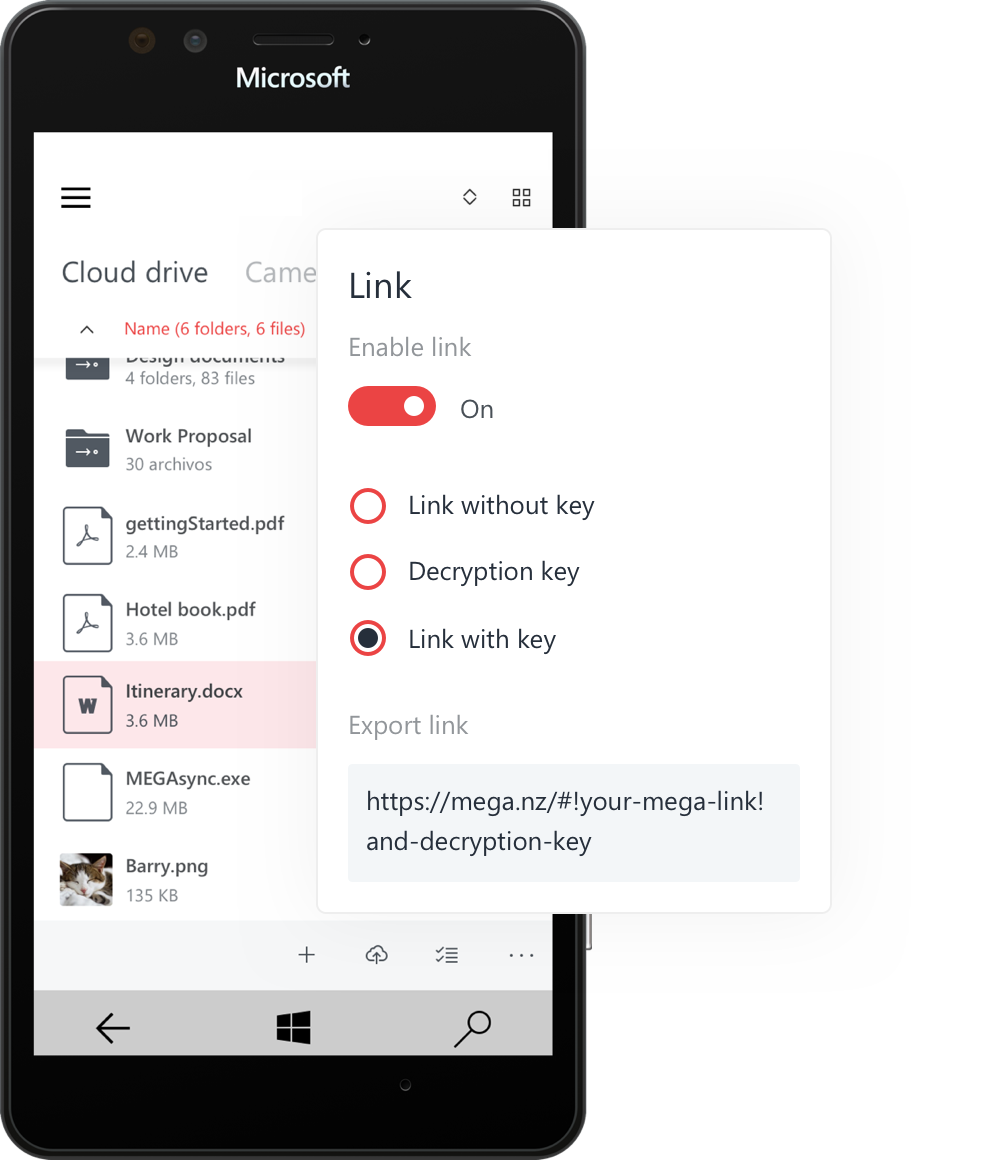 Microsoft
Cloud drive
Came
Name (6 folders, 6 files)
Design documents
4 folders, 83 files
Work Proposal
30 archivos
gettingStarted.pdf
2.4 MB
Hotel book.pdf
3.6 MB
W
Itinerary.docx
3.6 MB
MEGAsync.exe
22.9 MB
Barry.png
135 KB
Link
Enable link
On
Link without key
Decryption key
Link with key
Export link
https://mega.nz/#!your-mega-link!
and-decryption-key